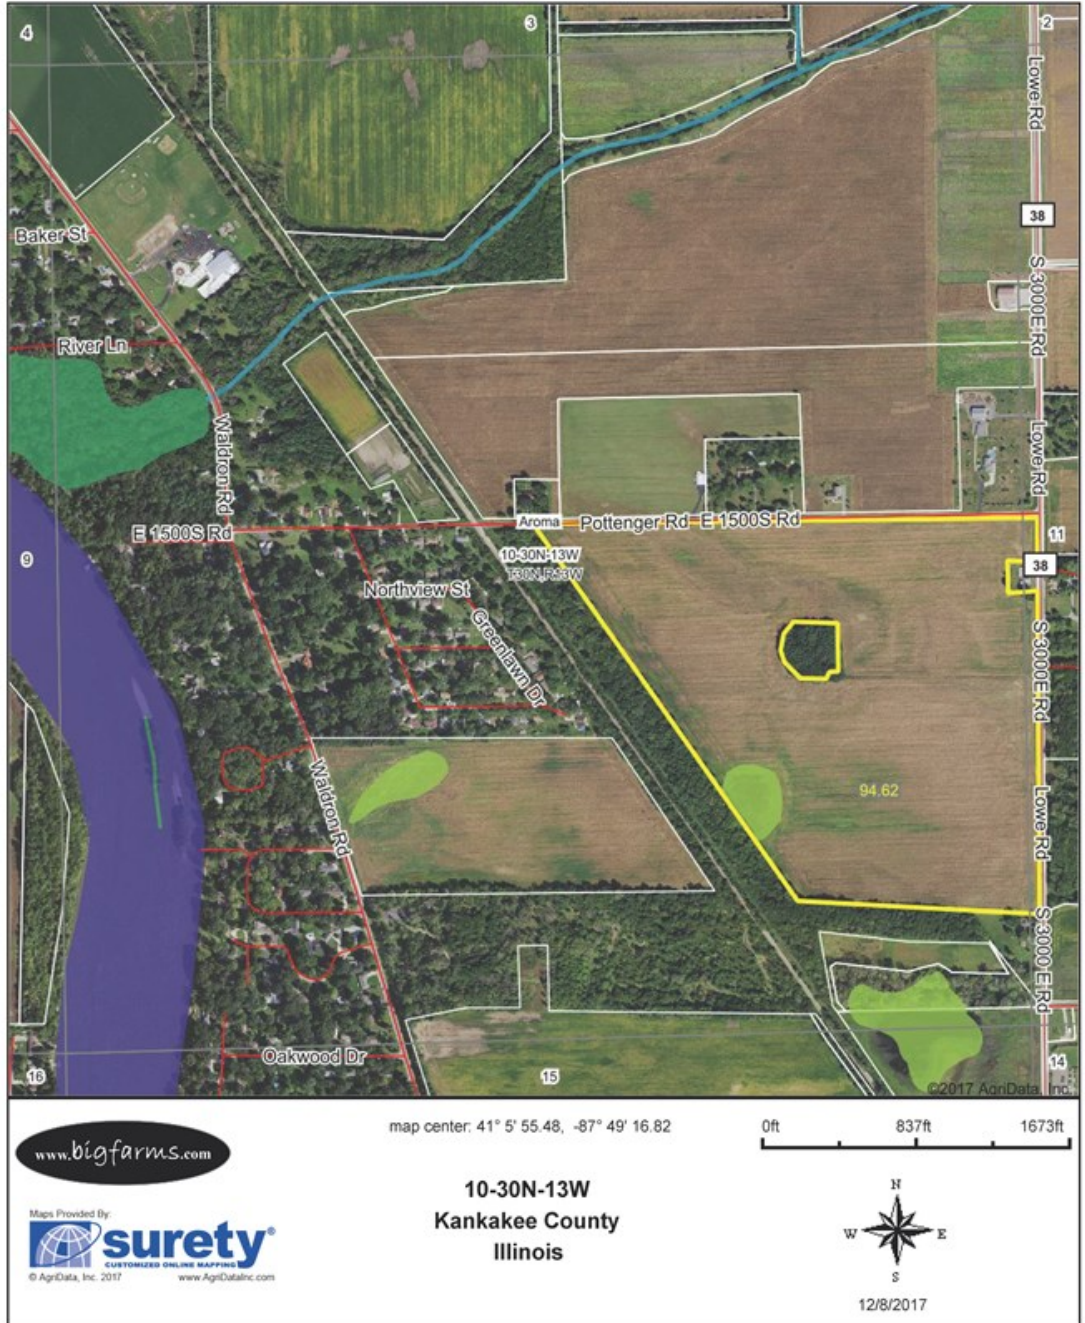 4
3
2
Lowe Rd
38
Baker St
S 3000E Rd
River Ln
Waldron Rd
Lowe Rd
E 1500S Rd
Aroma
Pottenger Rd E 1500S Rd
11
9
10-30N-13W
T30N,R13W
38
Northview St
Greenlawn Dr
S 3000E Rd
Waldron Rd
94.62
Lowe Rd
S 3000 E Rd
Oakwood Dr
16
15
14
©2017 AgriData, Inc.
www.bigfarms.com
map center: 41° 5' 55.48, -87° 49' 16.82
0ft 837ft 1673ft
10-30N-13W
Kankakee County
Illinois
N
W E
S
Maps Provided By:
surety®
CUSTOMIZED ONLINE MAPPING
© AgriData, Inc. 2017 www.AgriDataInc.com
12/8/2017